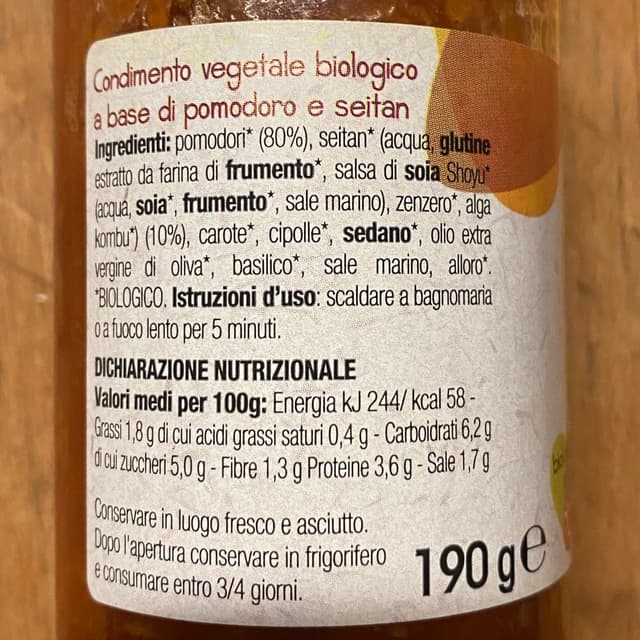 Condimento vegetale biologico
a base di pomodoro e seitan
Ingredienti: pomodori* (80%), seitan* (acqua, glutine
estratto da farina di frumento*, salsa di soia Shoyu*
(acqua, soia*, frumento*, sale marino), zenzero*, alga
kombu*) (10%), carote*, cipolle*, sedano*, olio extra
vergine di oliva*, basilico*, sale marino, alloro*.
*BIOLOGICO. Istruzioni d'uso: scaldare a bagnomaria
o a fuoco lento per 5 minuti.
DICHIARAZIONE NUTRIZIONALE
Valori medi per 100g: Energia kJ 244/ kcal 58 -
Grassi 1,8 g di cui acidi grassi saturi 0,4 g - Carboidrati 6,2 g
di cui zuccheri 5,0 g - Fibre 1,3 g Proteine 3,6 g - Sale 1,7 g
Conservare in luogo fresco e asciutto.
Dopo l'apertura conservare in frigorifero
e consumare entro 3/4 giorni.
190 g e